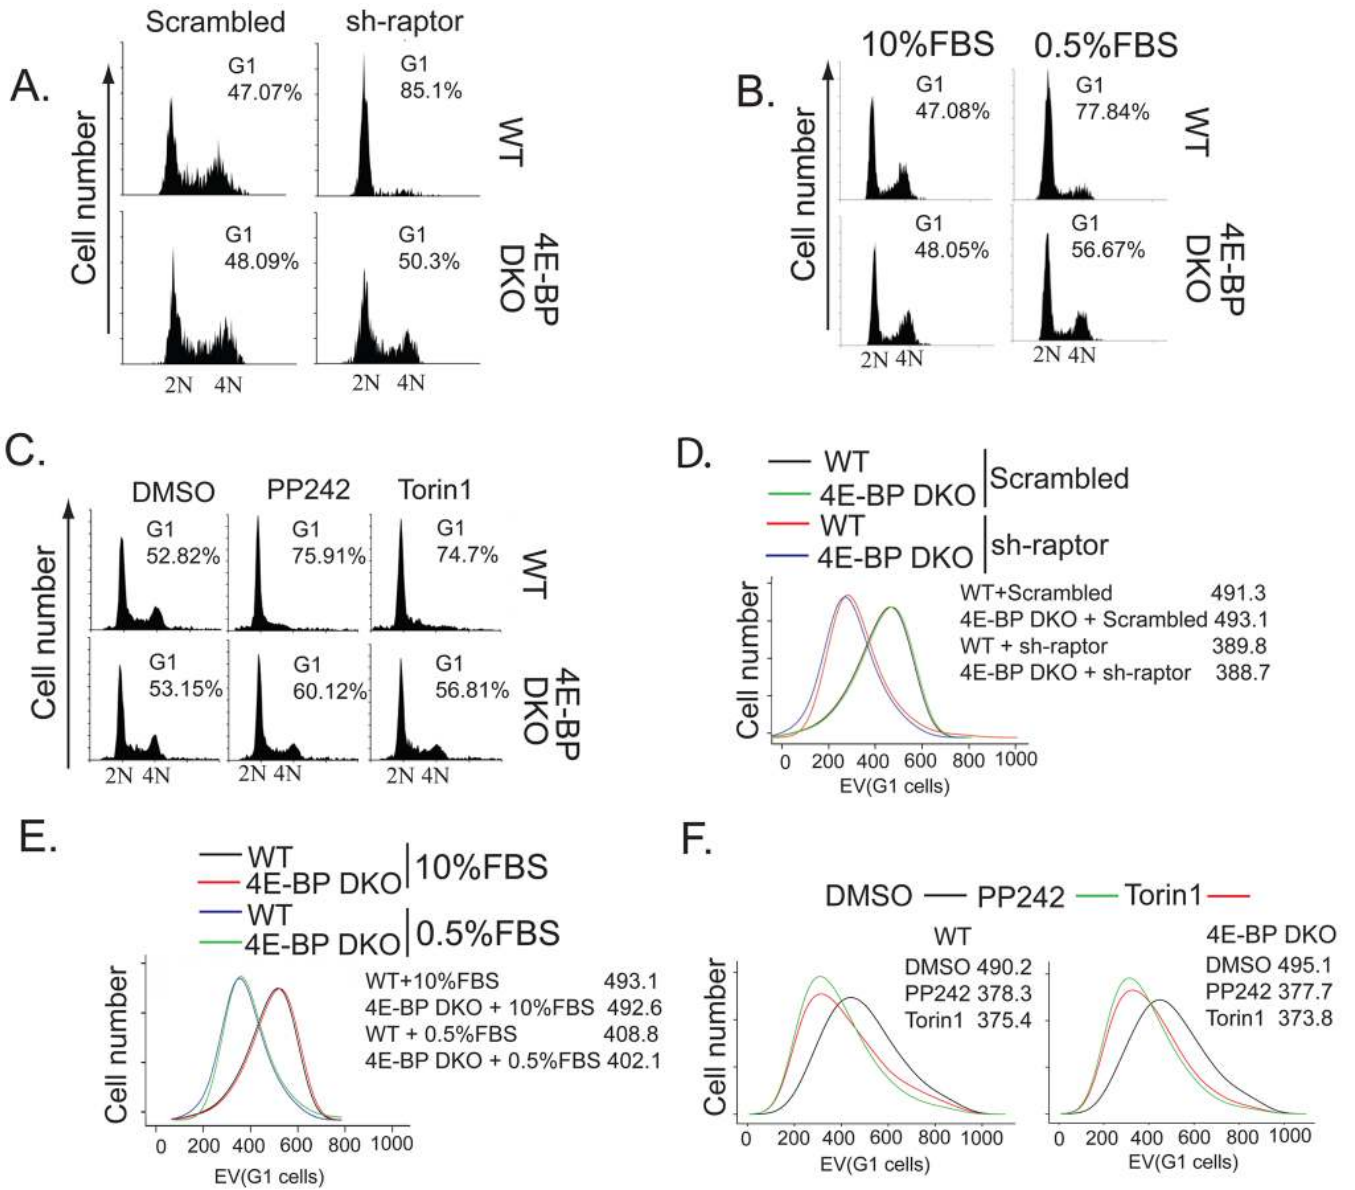 A.
Scrambled sh-raptor
Cell number
G1
47.07%
G1
85.1%
WT
G1
48.09%
G1
50.3%
4E-BP
DKO
2N 4N 2N 4N
B.
10%FBS 0.5%FBS
Cell number
G1
47.08%
G1
77.84%
WT
G1
48.05%
G1
56.67%
4E-BP
DKO
2N 4N 2N 4N
C.
DMSO PP242 Torin1
Cell number
G1
52.82%
G1
75.91%
G1
74.7%
WT
G1
53.15%
G1
60.12%
G1
56.81%
4E-BP
DKO
2N 4N 2N 4N 2N 4N
D.
WT
4E-BP DKO
Scrambled
WT
4E-BP DKO
sh-raptor
Cell number
WT+Scrambled 491.3
4E-BP DKO + Scrambled 493.1
WT + sh-raptor 389.8
4E-BP DKO + sh-raptor 388.7
0 200 400 600 800 1000
EV(G1 cells)
E.
WT
4E-BP DKO
10%FBS
WT
4E-BP DKO
0.5%FBS
Cell number
WT+10%FBS 493.1
4E-BP DKO + 10%FBS 492.6
WT + 0.5%FBS 408.8
4E-BP DKO + 0.5%FBS 402.1
0 200 400 600 800 1000
EV(G1 cells)
F.
DMSO PP242 Torin1
Cell number
WT
DMSO 490.2
PP242 378.3
Torin1 375.4
0 200 400 600 800 1000
EV(G1 cells)
4E-BP DKO
DMSO 495.1
PP242 377.7
Torin1 373.8
0 200 400 600 800 1000
EV(G1 cells)